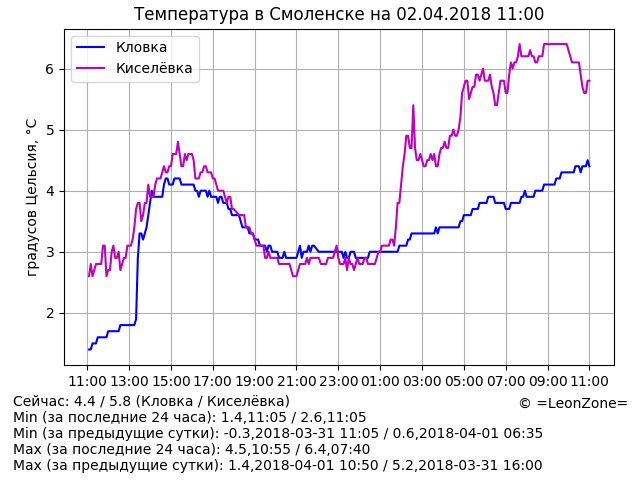 Температура в Смоленске на 02.04.2018 11:00
Кловка
Киселёвка
градусов Цельсия, °C
6
5
4
3
2
11:00 13:00 15:00 17:00 19:00 21:00 23:00 01:00 03:00 05:00 07:00 09:00 11:00
Сейчас: 4.4 / 5.8 (Кловка / Киселёвка)
© =LeonZone=
Min (за последние 24 часа): 1.4,11:05 / 2.6,11:05
Min (за предыдущие сутки): -0.3,2018-03-31 11:05 / 0.6,2018-04-01 06:35
Max (за последние 24 часа): 4.5,10:55 / 6.4,07:40
Max (за предыдущие сутки): 1.4,2018-04-01 10:50 / 5.2,2018-03-31 16:00